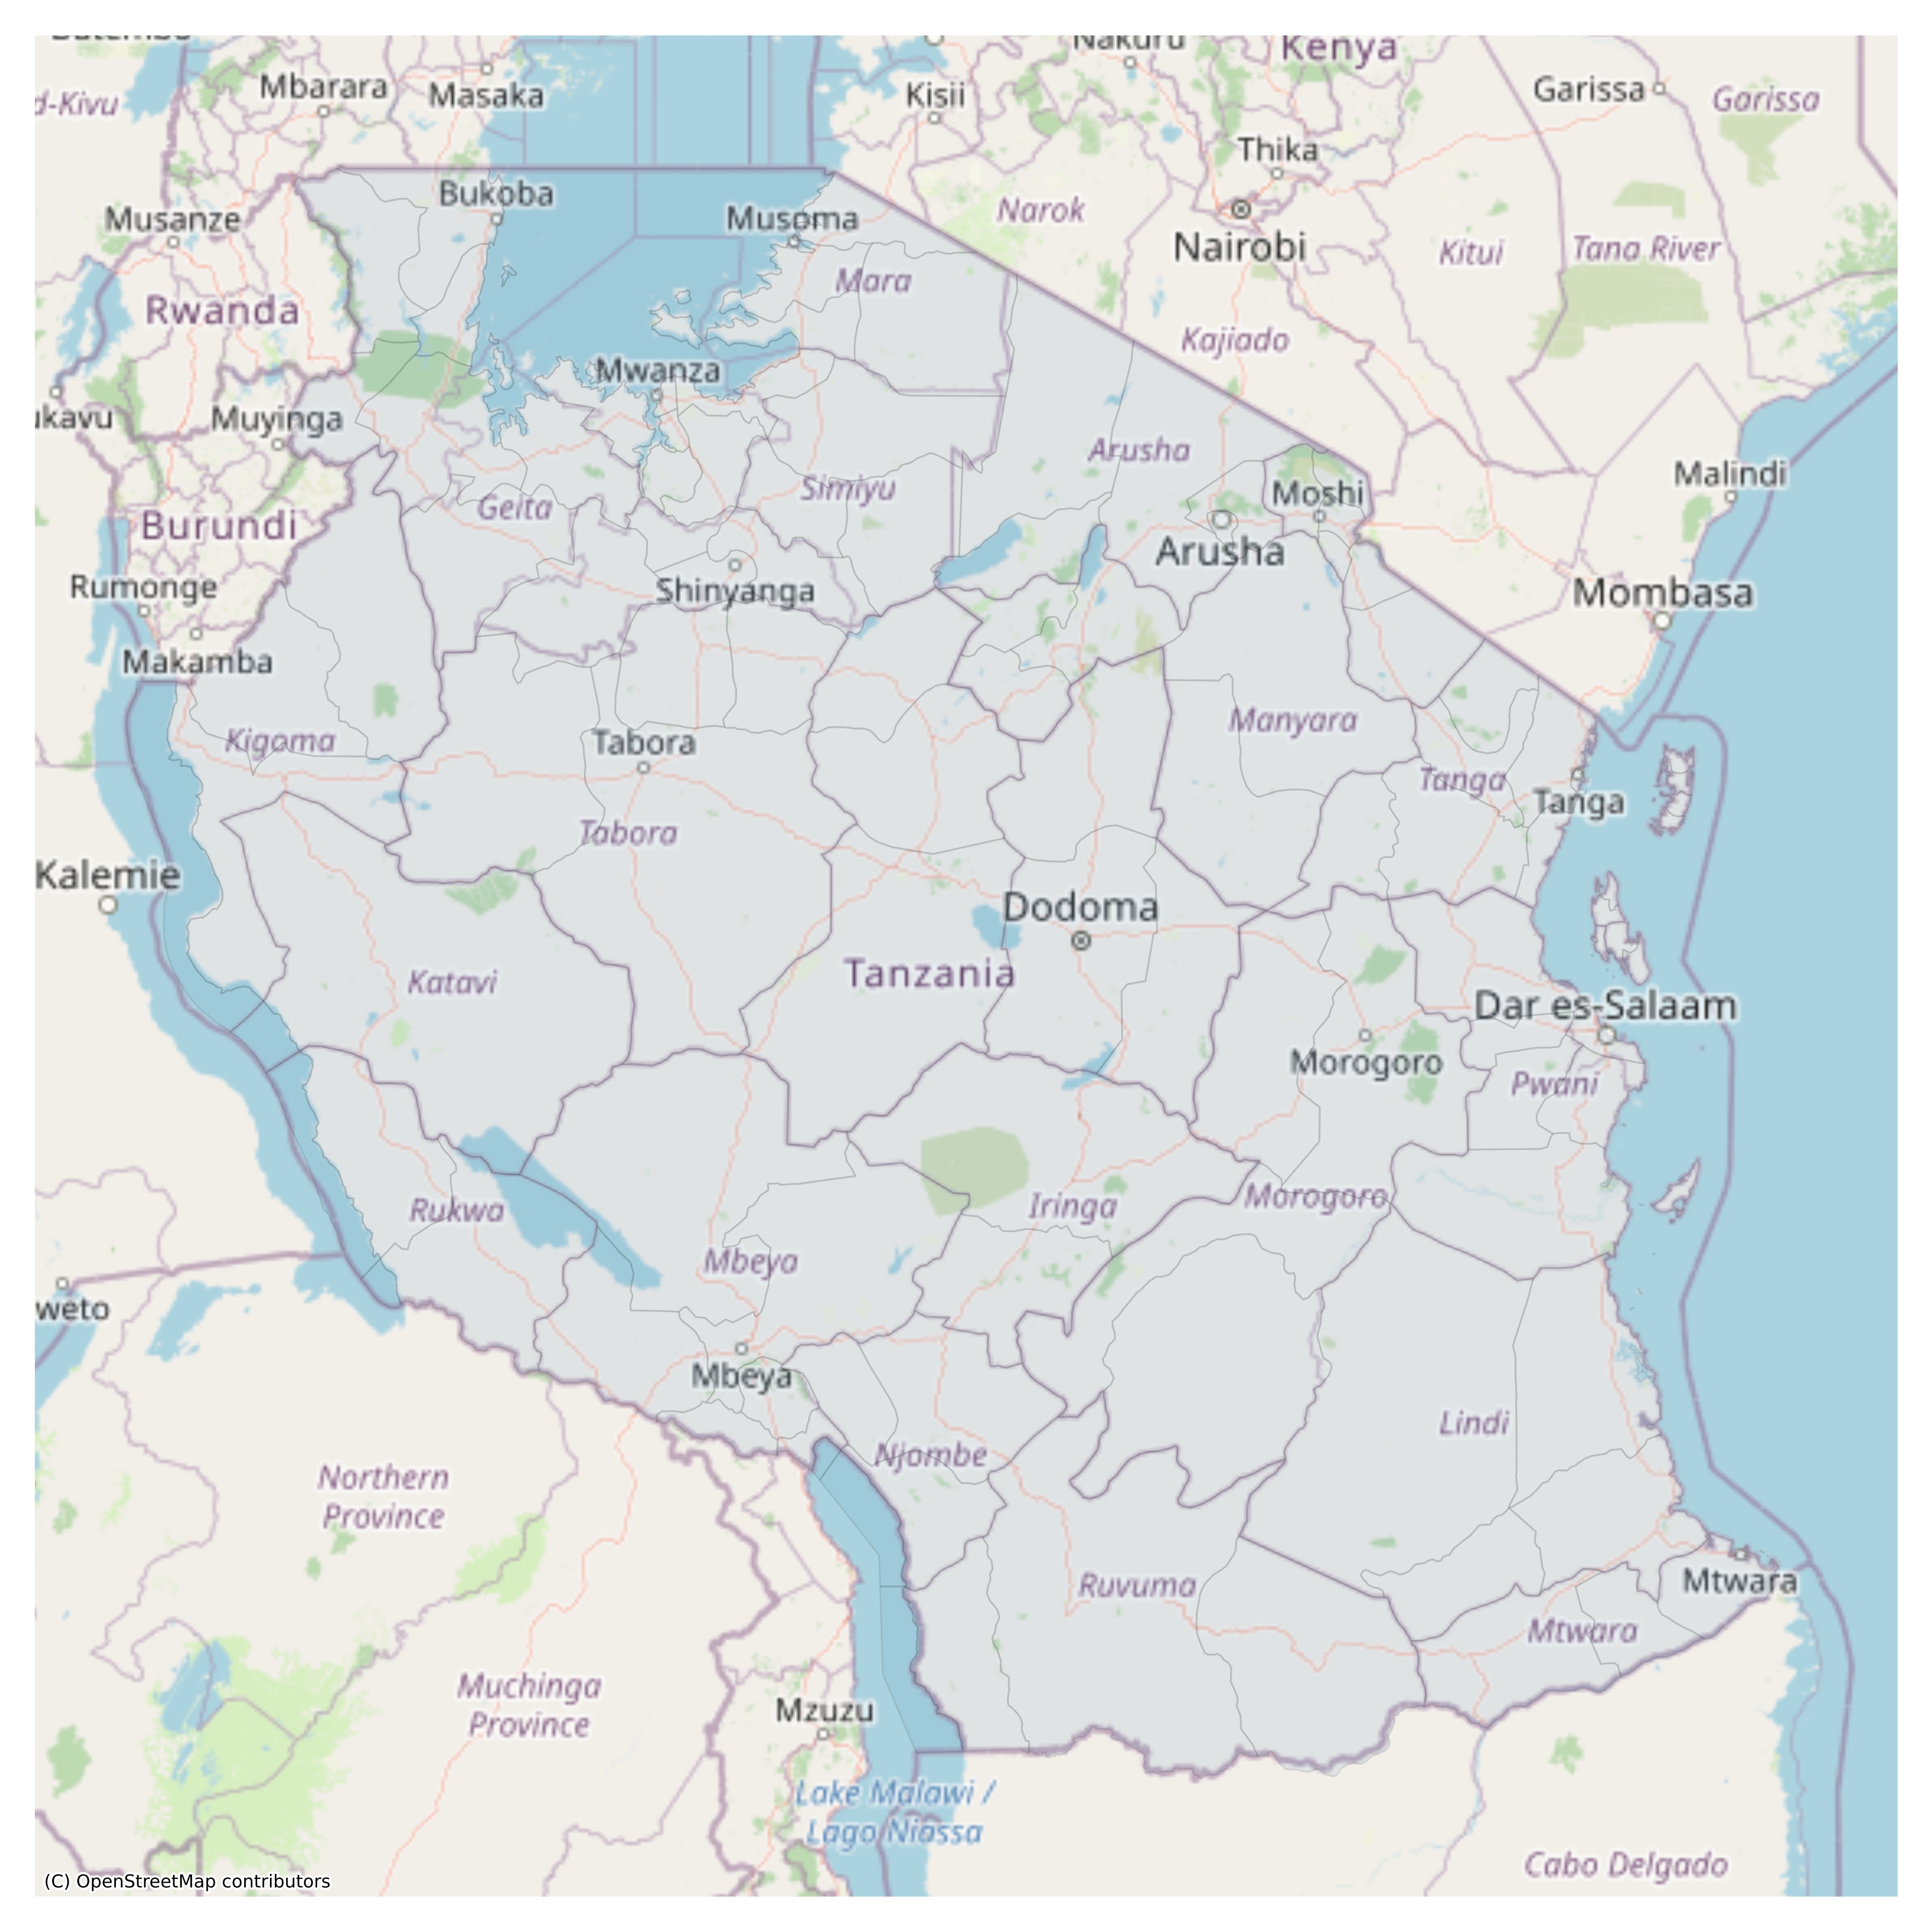 Nakuru
Kenya
Mbarara
Masaka
Kisii
Garissa
Garissa
d-Kivu
Thika
Bukoba
Musanze
Musoma
Narok
Nairobi
Kitui
Tana River
Mara
Rwanda
Kajiado
Mwanza
ukavu
Muyinga
Arusha
Malindi
Simiyu
Moshi
Geita
Burundi
Arusha
Rumonge
Shinyanga
Mombasa
Makamba
Kigoma
Tabora
Manyara
Tanga
Tanga
Tabora
Kalemie
Dodoma
Katavi
Tanzania
Dar es-Salaam
Morogoro
Pwani
Rukwa
Iringa
Morogoro
Mbeya
weto
Mbeya
Lindi
Njombe
Northern
Province
Ruvuma
Mtwara
Mtwara
Muchinga
Province
Mzuzu
Lake Malawi /
Lago Niassa
Cabo Delgado
(C) OpenStreetMap contributors